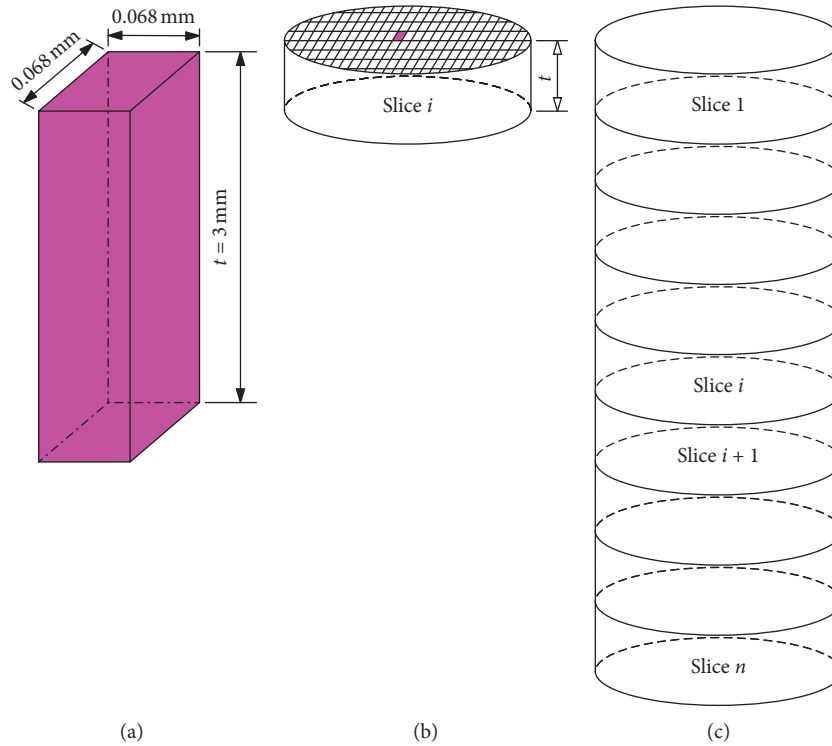 0.068 mm
0.068 mm
t = 3 mm
(a)
Slice i
t
(b)
Slice 1
Slice i
Slice i + 1
Slice n
(c)